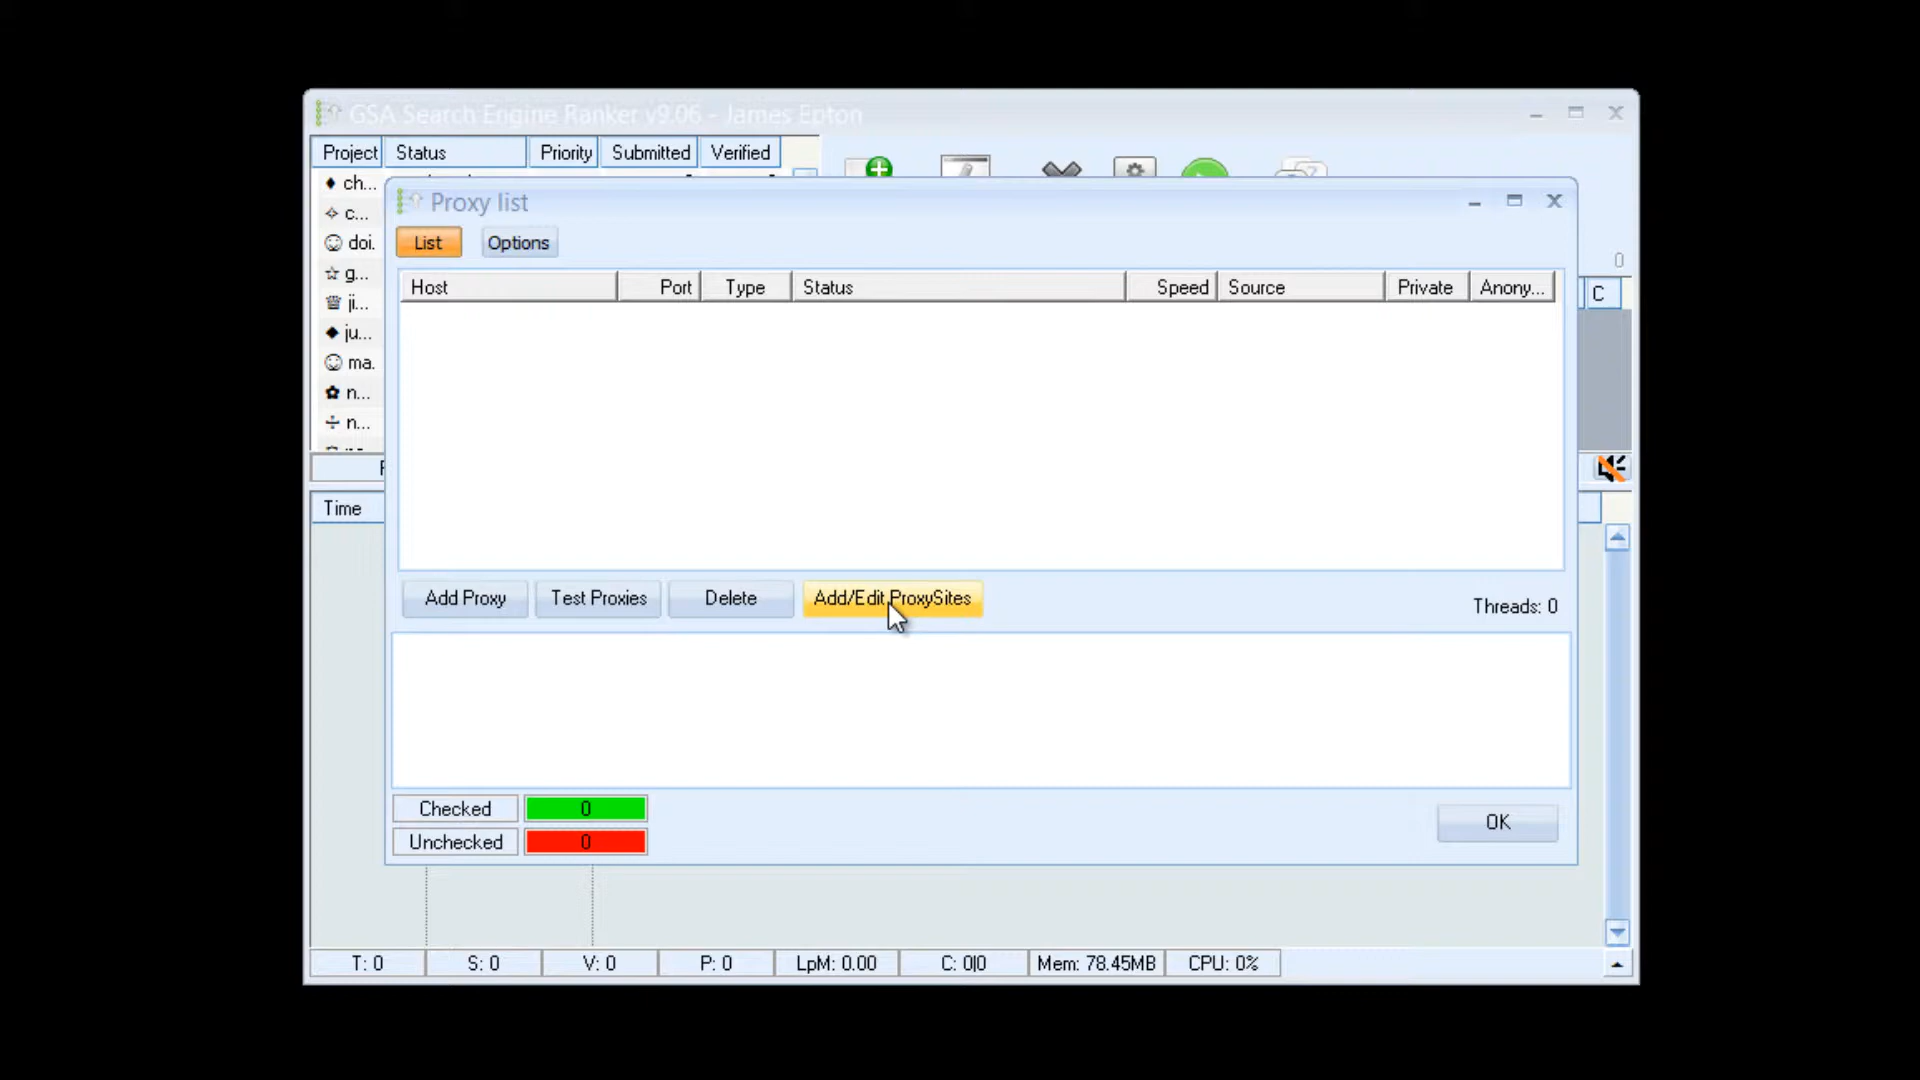 GSA Search Engine Ranker v9.06 - James Epton
Project Status Priority Submitted Verified
ch...
c...
doi.
g...
ji...
ju...
ma.
n...
n...
0
C
Proxy list
List Options
Host Port Type Status Speed Source Private Anony...
Add Proxy Test Proxies Delete Add/Edit ProxySites Threads: 0
Time
Checked 0
Unchecked 0
OK
T: 0 S: 0 V: 0 P: 0 LpM: 0.00 C: 0|0 Mem: 78.45MB CPU: 0%